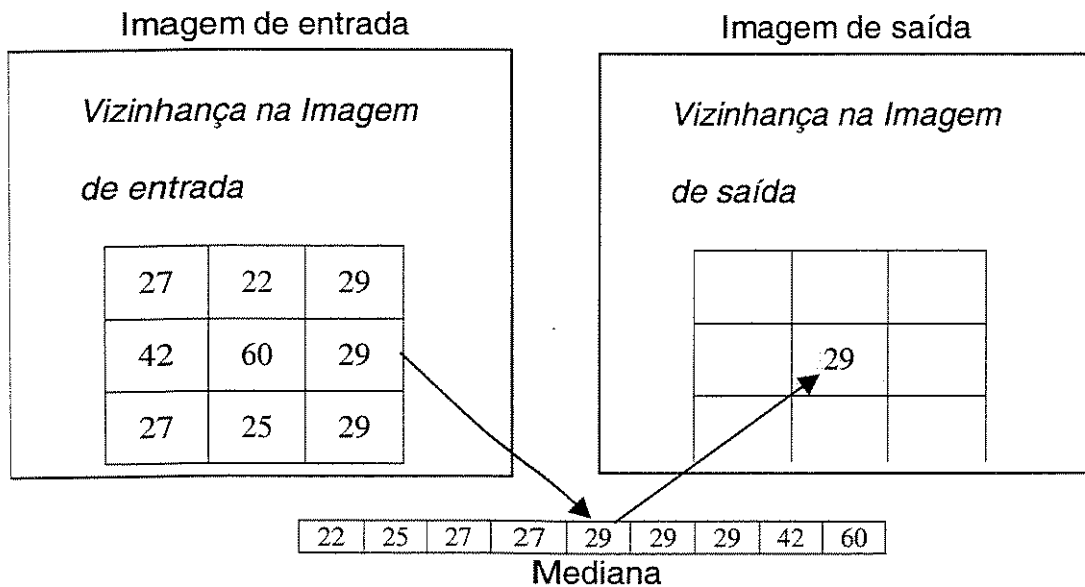 Imagem de entrada
Imagem de saída
Vizinhança na Imagem
de entrada
27 22 29
42 60 29
27 25 29
Vizinhança na Imagem
de saída
29
22 25 27 27 29 29 29 42 60
Mediana